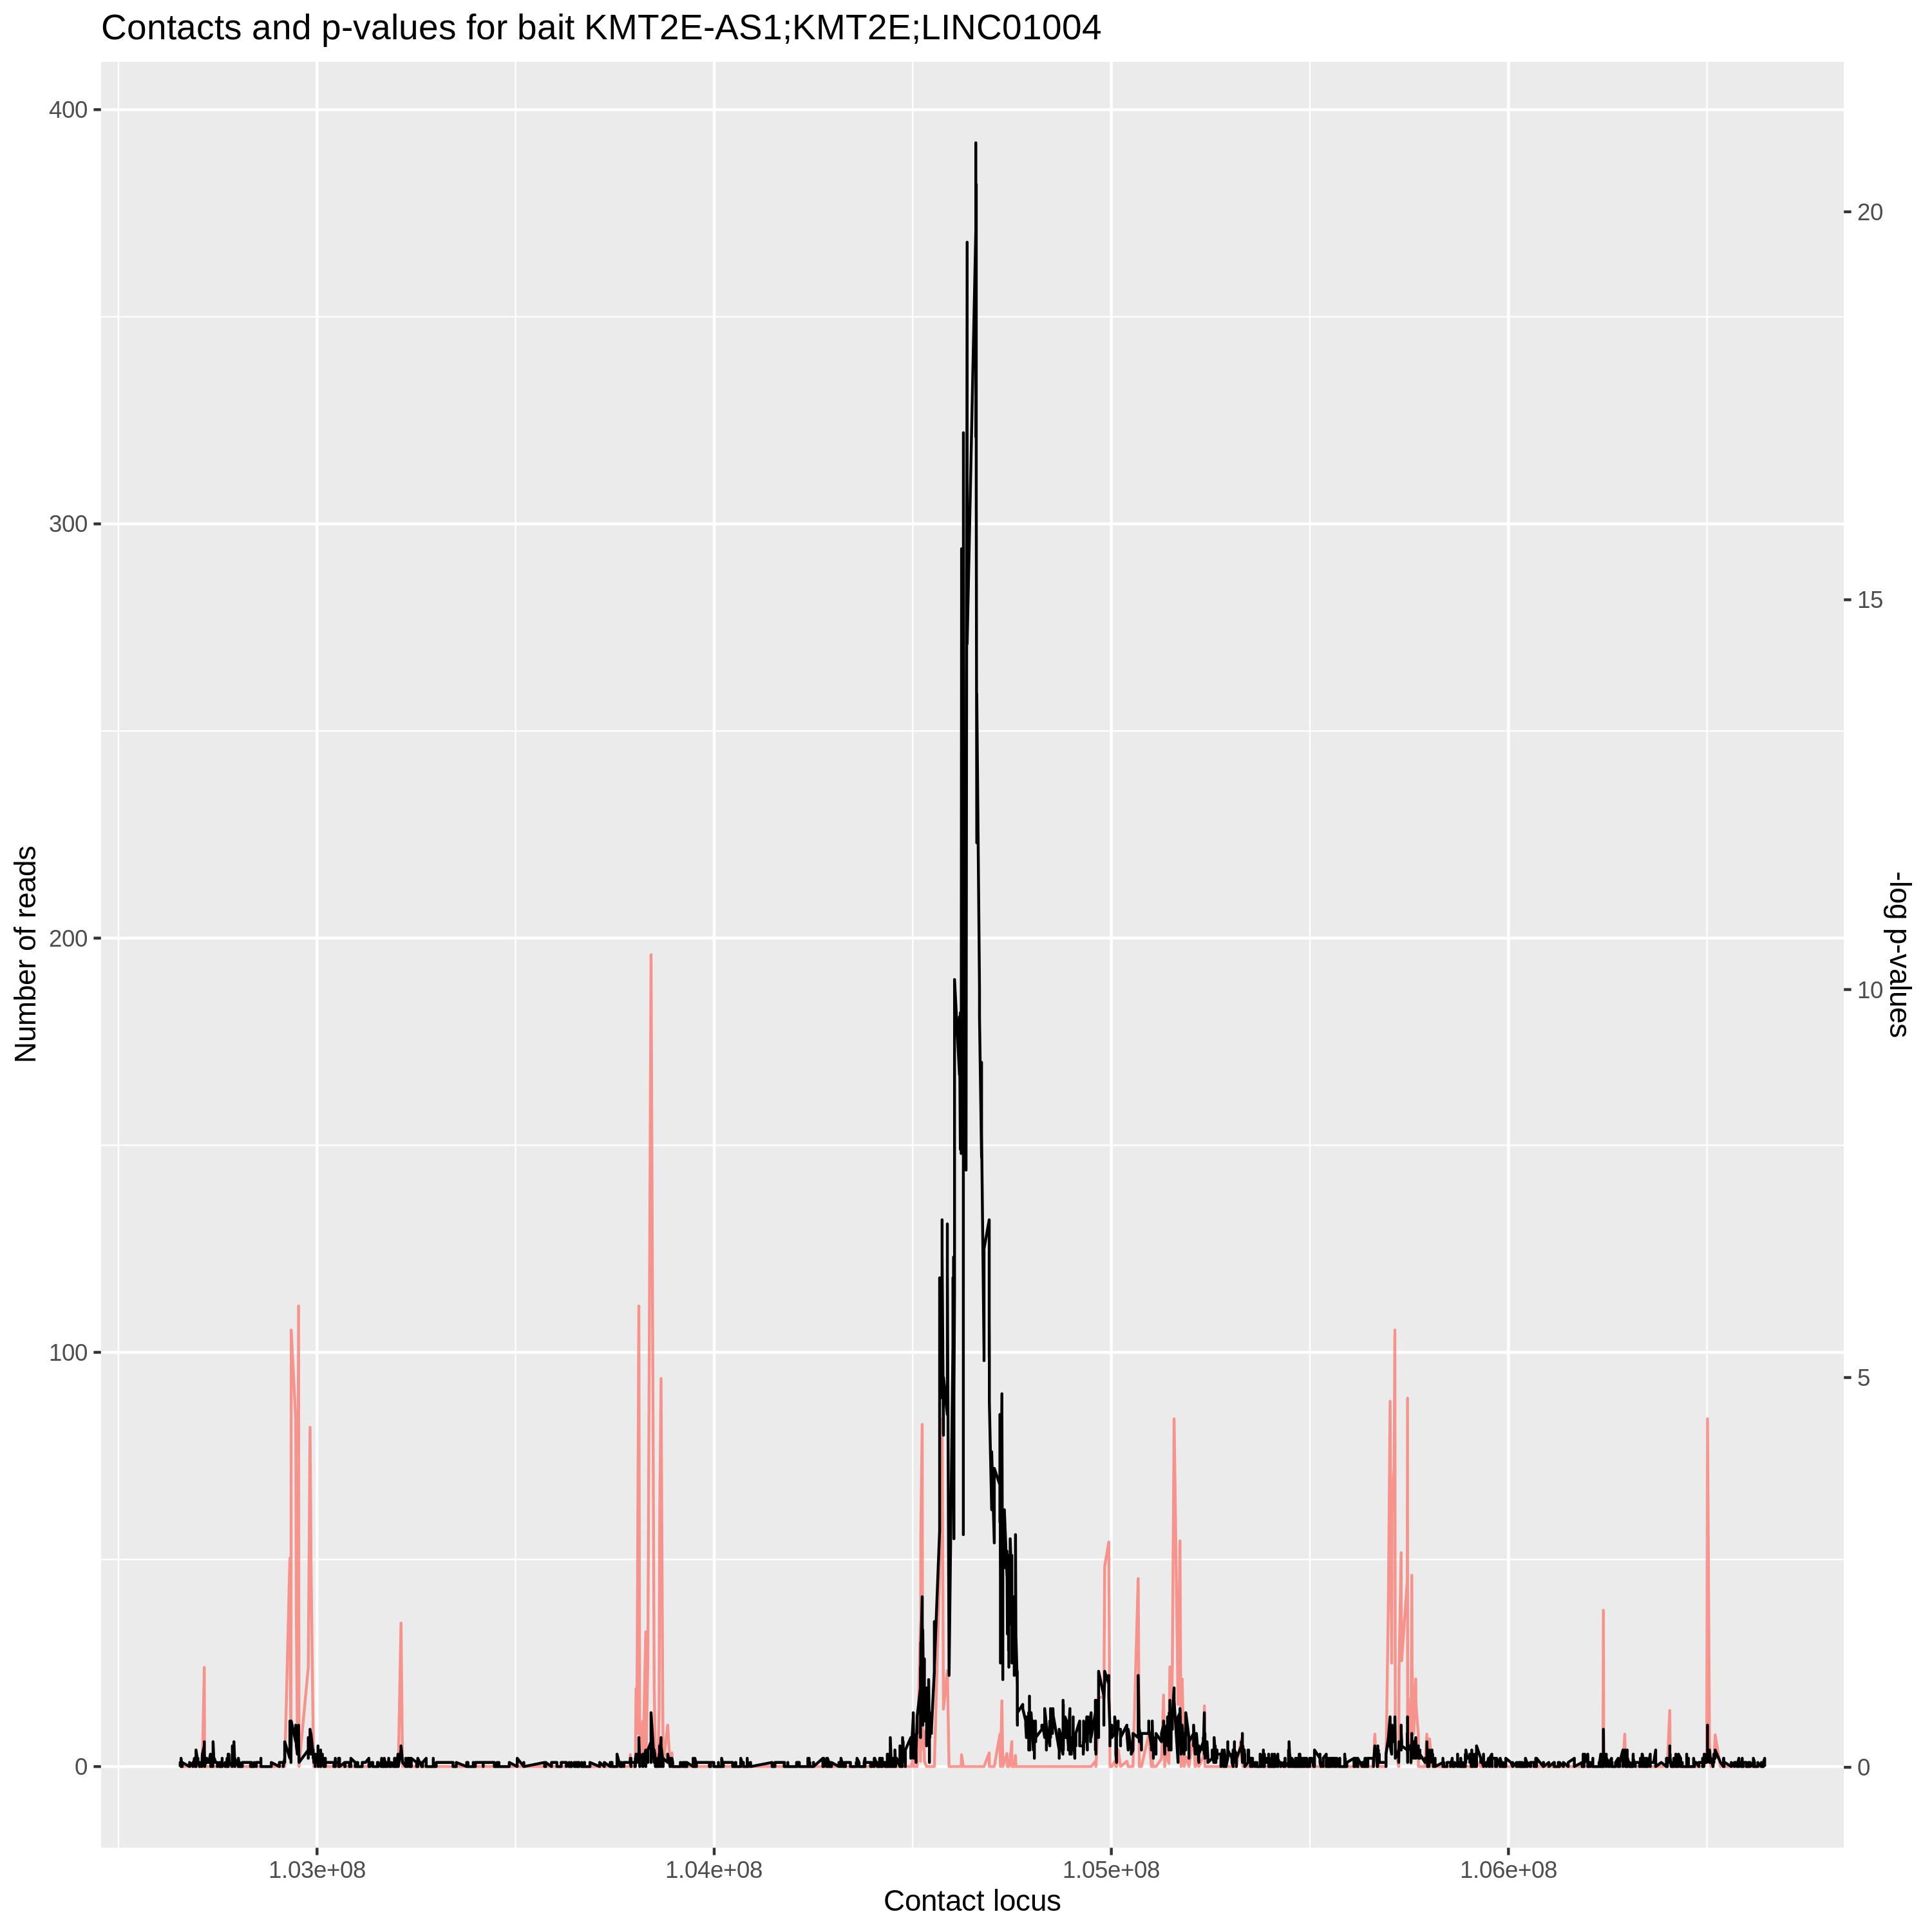 Contacts and p-values for bait KMT2E-AS1;KMT2E;LINC01004
400
300
200
100
0
Number of reads
20
15
10
5
0
-log p-values
1.03e+08 1.04e+08 1.05e+08 1.06e+08
Contact locus